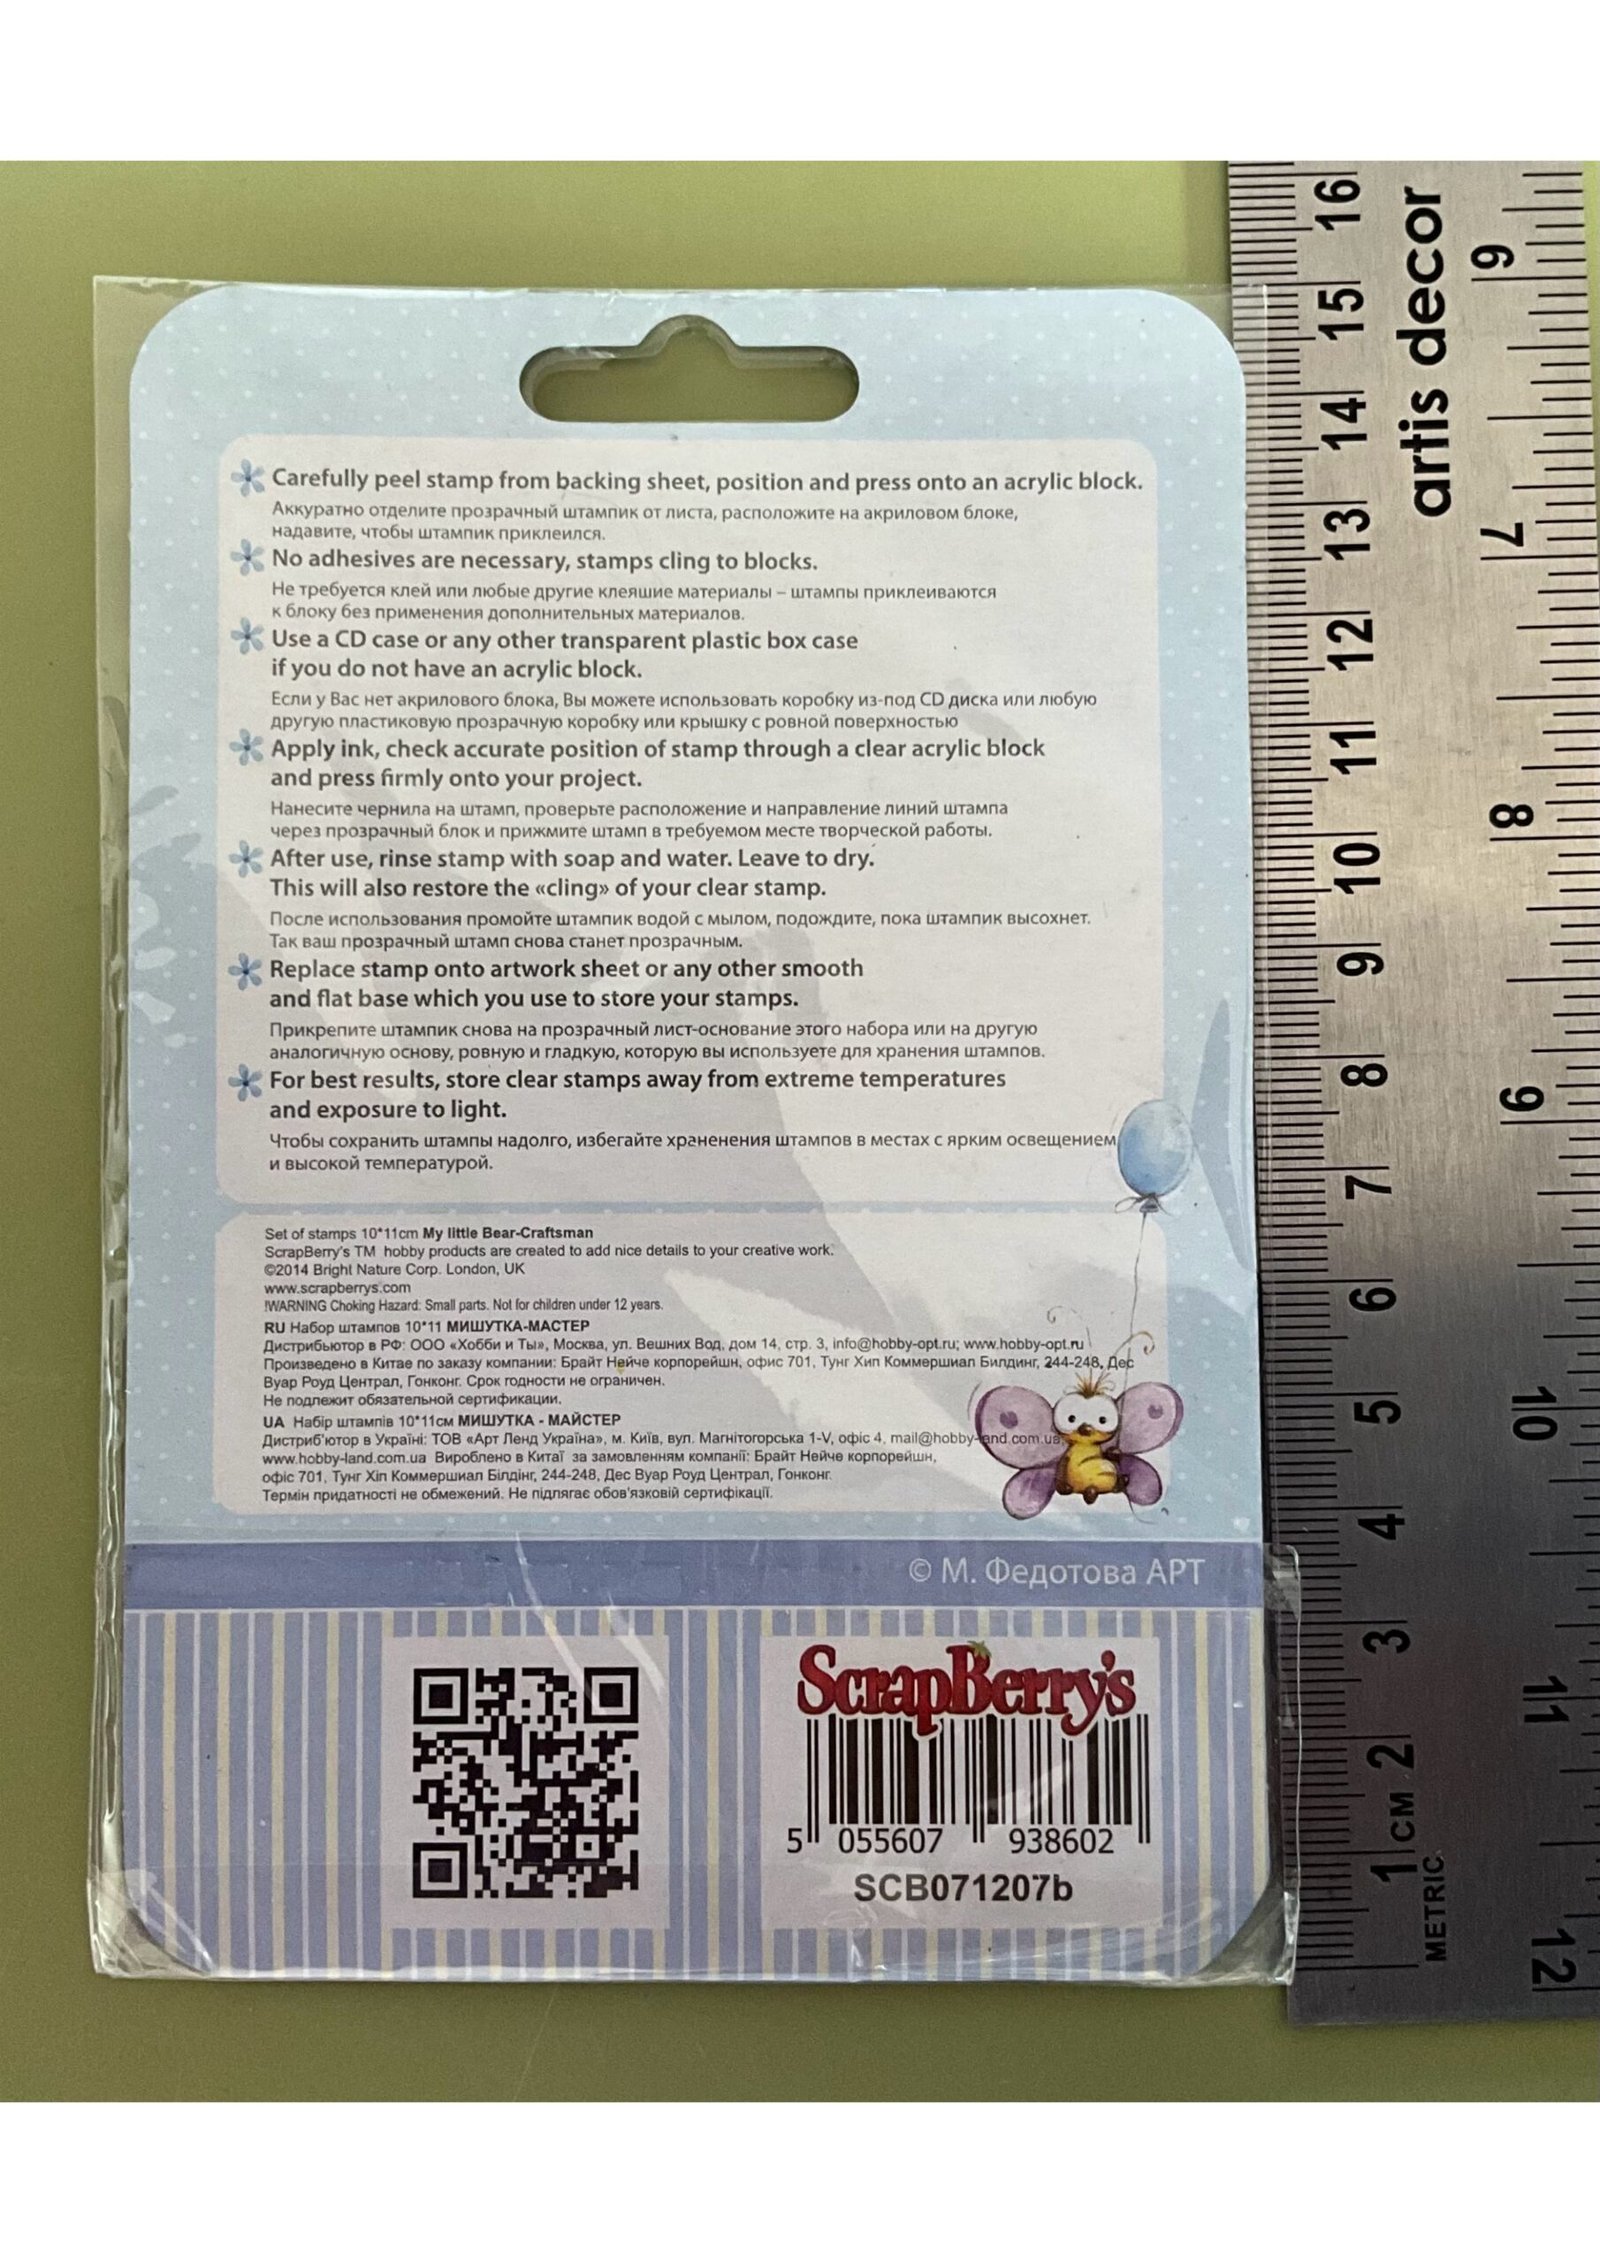 Carefully peel stamp from backing sheet, position and press onto an acrylic block.
Аккуратно отделите прозрачный штампик от листа, расположите на акриловом блоке,
надавите, чтобы штампик приклеился.
No adhesives are necessary, stamps cling to blocks.
Не требуется клей или любые другие клеяшие материалы – штампы приклеиваются
к блоку без применения дополнительных материалов.
Use a CD case or any other transparent plastic box case
if you do not have an acrylic block.
Если у Вас нет акрилового блока, Вы можете использовать коробку из-под CD диска или любую
другую пластиковую прозрачную коробку или крышку с ровной поверхностью
Apply ink, check accurate position of stamp through a clear acrylic block
and press firmly onto your project.
Нанесите чернила на штамп, проверьте расположение и направление линий штампа
через прозрачный блок и прижмите штамп в требуемом месте творческой работы.
After use, rinse stamp with soap and water. Leave to dry.
This will also restore the «cling» of your clear stamp.
После использования промойте штампик водой с мылом, подождите, пока штампик высохнет.
Так ваш прозрачный штамп снова станет прозрачным.
Replace stamp onto artwork sheet or any other smooth
and flat base which you use to store your stamps.
Прикрепите штампик снова на прозрачный лист-основание этого набора или на другую
аналогичную основу, ровную и гладкую, которую вы используете для хранения штампов.
For best results, store clear stamps away from extreme temperatures
and exposure to light.
Чтобы сохранить штампы надолго, избегайте храненения штампов в местах с ярким освещением
и высокой температурой.
Set of stamps 10*11cm My little Bear-Craftsman
ScrapBerry's TM hobby products are created to add nice details to your creative work.
©2014 Bright Nature Corp. London, UK
www.scrapberrys.com
!WARNING Choking Hazard: Small parts. Not for children under 12 years.
RU Набор штампов 10*11 МИШУТКА-МАСТЕР
Дистрибьютор в РФ: ООО «Хобби и Ты», Москва, ул. Вешних Вод, дом 14, стр. 3, info@hobby-opt.ru; www.hobby-opt.ru
Произведено в Китае по заказу компании: Брайт Нейче корпорейшн, офис 701, Тунг Хип Коммершиал Билдинг, 244-248, Дес
Вуар Роуд Централ, Гонконг. Срок годности не ограничен.
Не подлежит обязательной сертификации.
UA Набір штампів 10*11см МИШУТКА - МАЙСТЕР
Дистриб'ютор в Україні: ТОВ «Арт Ленд Україна», м. Київ, вул. Магнітогорська 1-V, офіс 4, mail@hobby-land.com.ua,
www.hobby-land.com.ua Вироблено в Китаї за замовленням компанії: Брайт Нейче корпорейшн,
офіс 701, Тунг Хіп Коммершиал Білдінг, 244-248, Дес Вуар Роуд Централ, Гонконг.
Термін придатності не обмежений. Не підлягає обов'язковій сертифікації.
© М. Федотова АРТ
ScrapBerry's
5 055607 938602
SCB071207b
artis decor
16
15
14
13
12
11
10
9
8
7
6
5
4
3
2
1 CM
METRIC
6
7
8
9
10
11
12